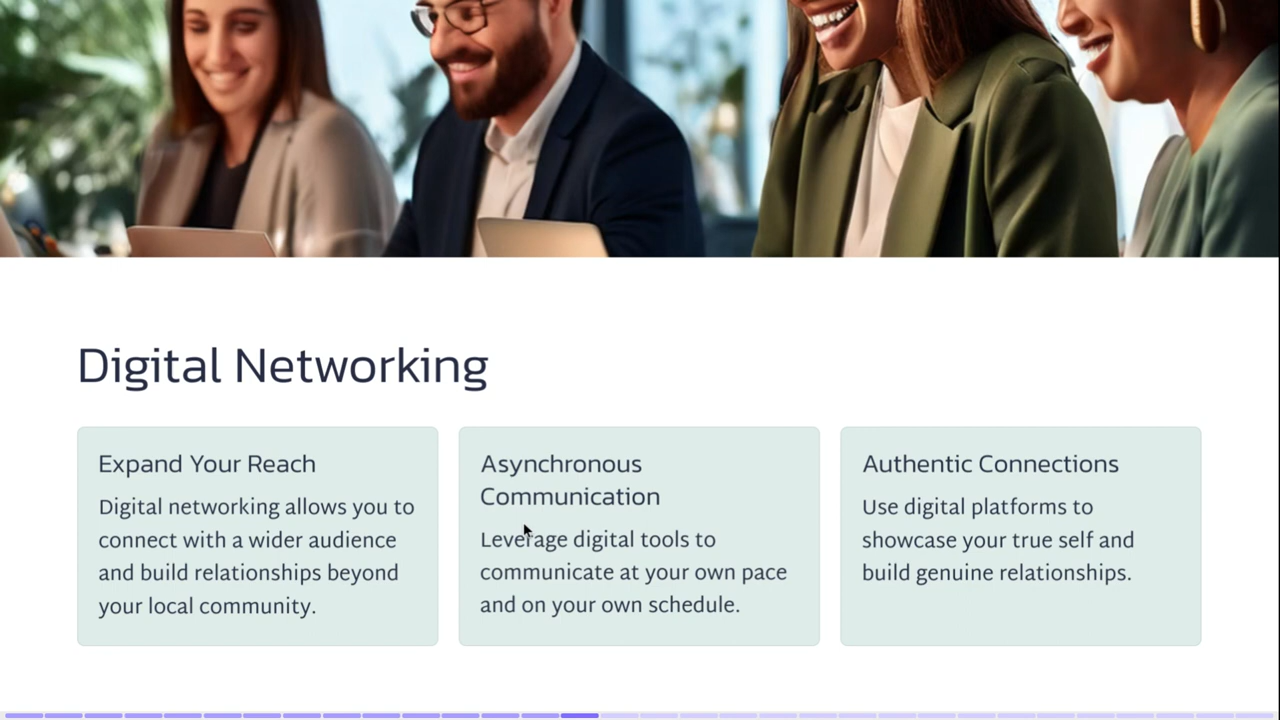 Digital Networking
Expand Your Reach
Digital networking allows you to
connect with a wider audience
and build relationships beyond
your local community.
Asynchronous
Communication
Leverage digital tools to
communicate at your own pace
and on your own schedule.
Authentic Connections
Use digital platforms to
showcase your true self and
build genuine relationships.